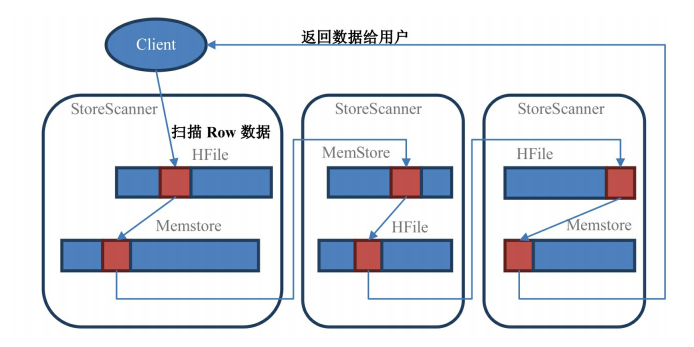 返回数据给用户
Client
StoreScanner
StoreScanner
StoreScanner
扫描 Row 数据
HFile
MemStore
HFile
Memstore
HFile
Memstore